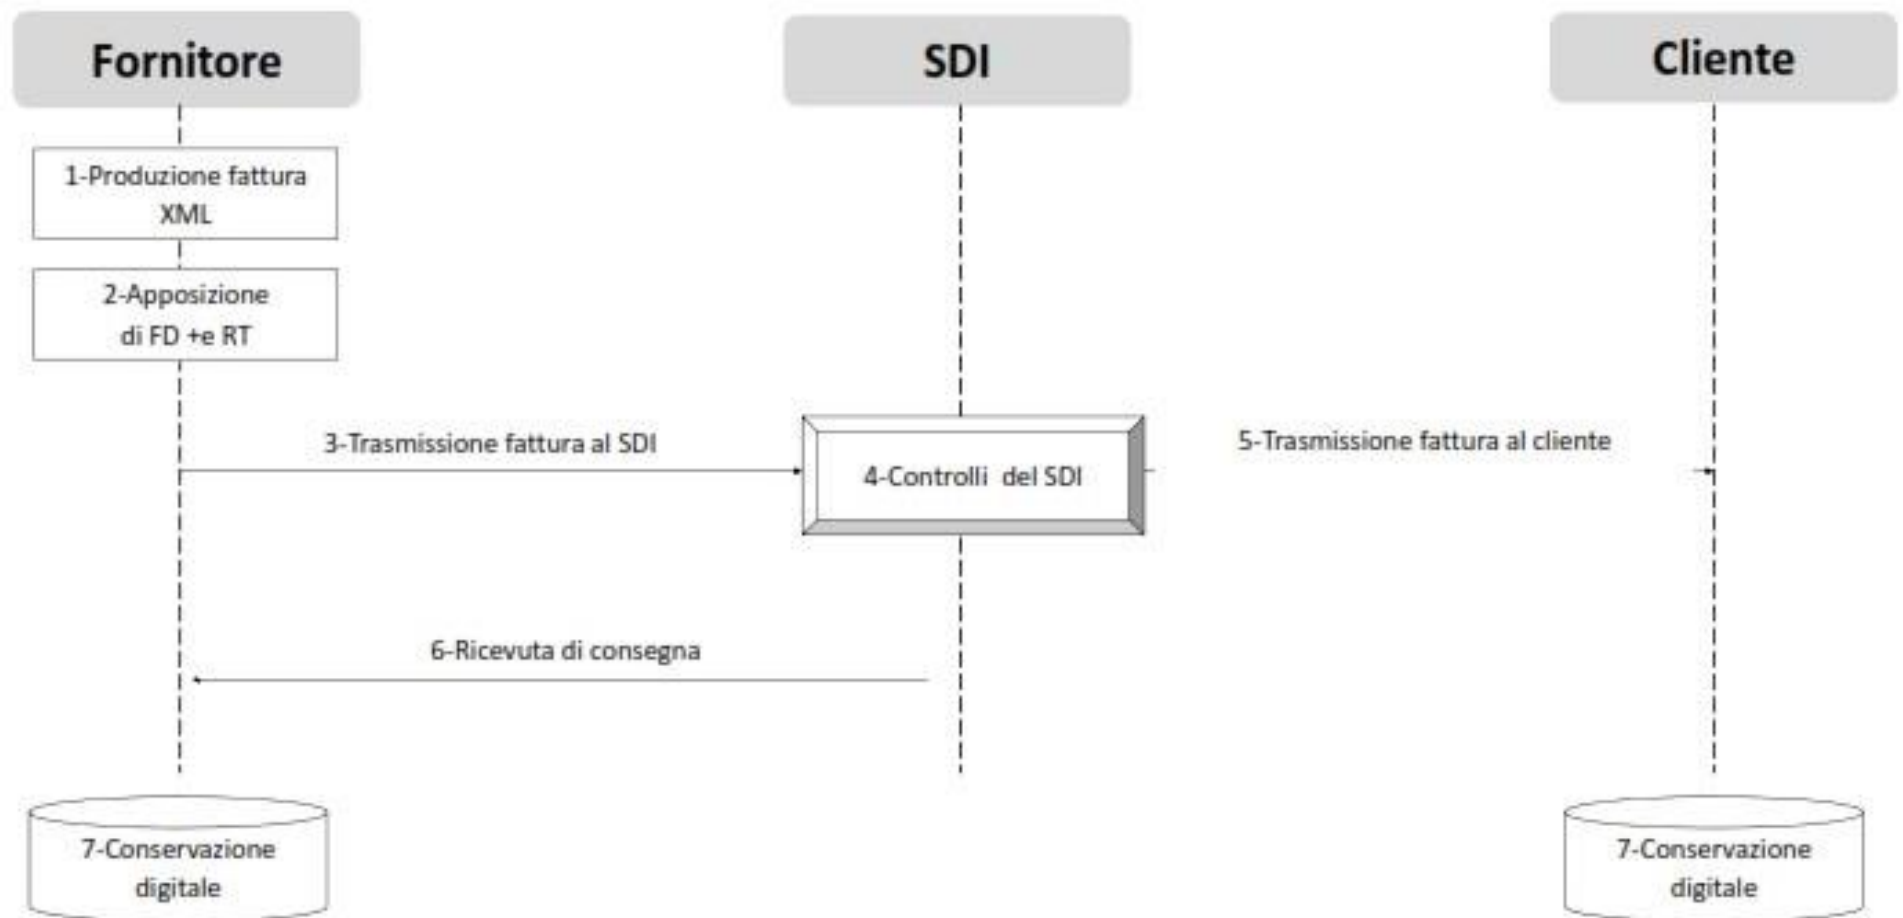 Fornitore
SDI
Cliente
1-Produzione fattura
XML
2-Apposizione
di FD +e RT
3-Trasmissione fattura al SDI
4-Controlli del SDI
5-Trasmissione fattura al cliente
6-Ricevuta di consegna
7-Conservazione
digitale
7-Conservazione
digitale